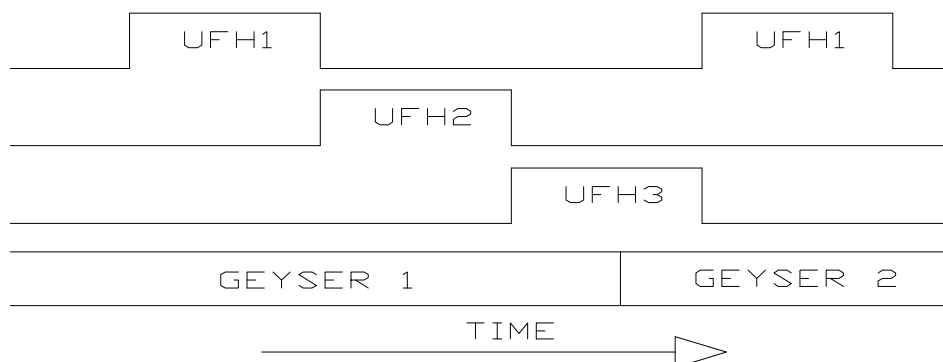 UFH1 UFH1
UFH2
UFH3
GEYSER 1 GEYSER 2
TIME